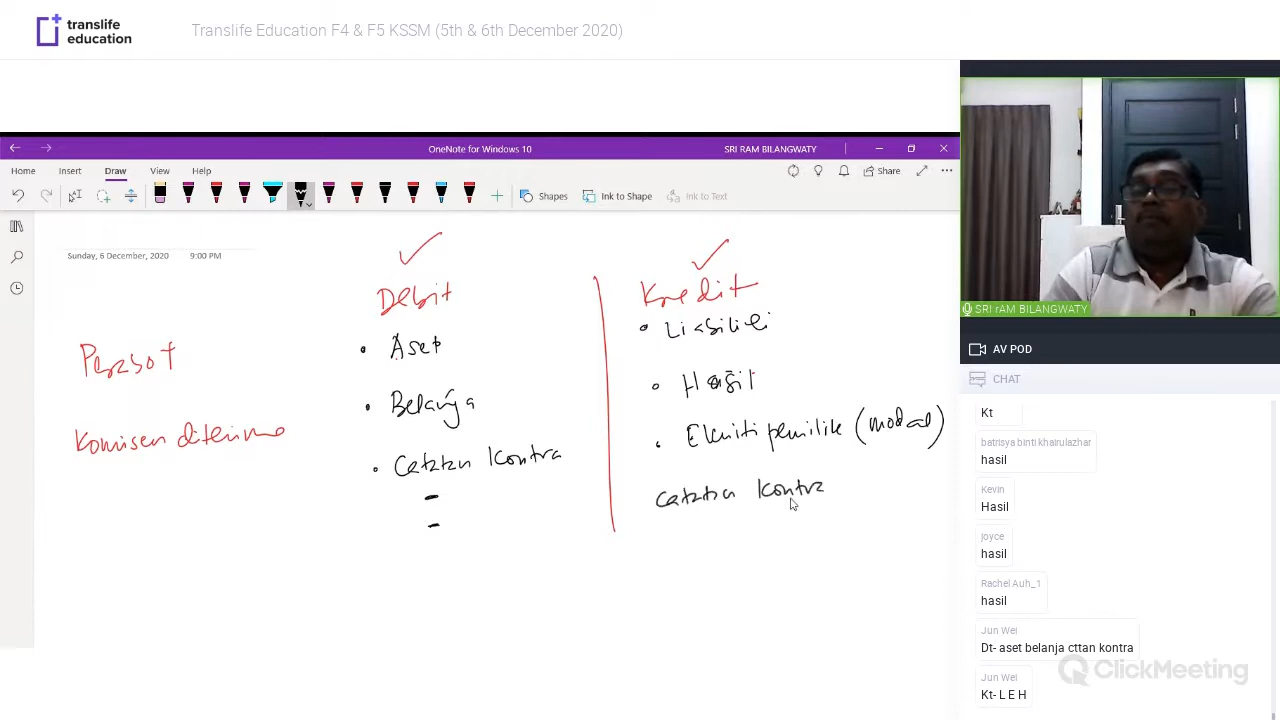 translife
education
Translife Education F4 & F5 KSSM (5th & 6th December 2020)
OneNote for Windows 10
SRI RAM BILANGWATY
Home Insert Draw View Help
Share
Shapes
Ink to Shape
Ink to Text
Sunday, 6 December, 2020 9:00 PM
Debit
Kredit
Perabot
Komisen diterima
• Aset
• Belanja
• Catatan Kontra
-
-
• Liabiliti
• Hasil
• Ekuiti pemilik (modal)
Catatan Kontra
SRI rAM BILANGWATY
AV POD
CHAT
Kt
batrisya binti khairulazhar
hasil
Kevin
Hasil
joyce
hasil
Rachel Auh_1
hasil
Jun Wei
Dt- aset belanja cttan kontra
Jun Wei
Kt- L E H
ClickMeeting